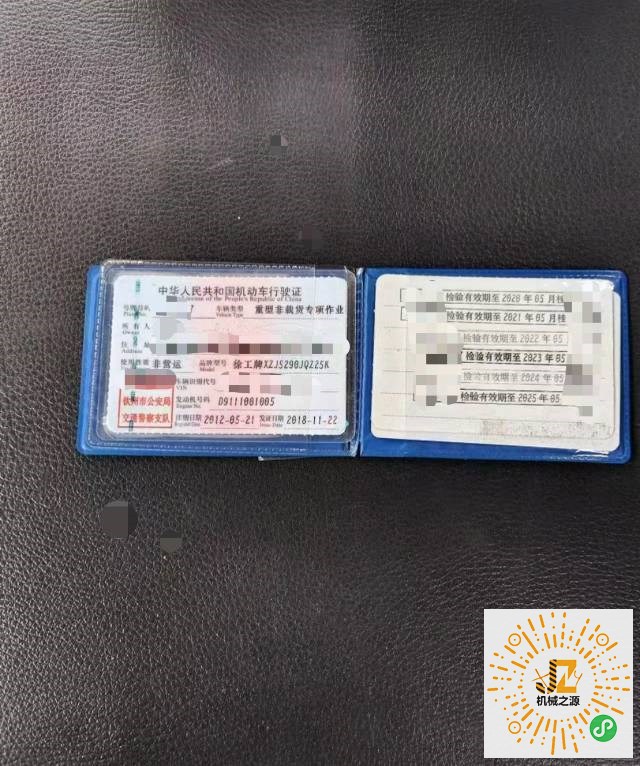 中华人民共和国机动车行驶证
License of the People's Republic of China
号牌号码
车辆类型 重型非载货专项作业
Vehicle Type
所有人
Owner
住址
Address
使用性质 非营运 品牌型号 徐工牌XZJ5290JQZ25K
Model
车辆识别代号
VIN
钦州市公安局
交通警察支队
发动机号码 D9111001005
Engine No.
注册日期 2012-05-21 发证日期 2018-11-22
Register Date Issue Date
检验有效期至2020年05月
检验有效期至2021年05月
检验有效期至2022年05
检验有效期至2023年05
检验有效期至2024年05
检验有效期至2025年05
JZ
机械之源